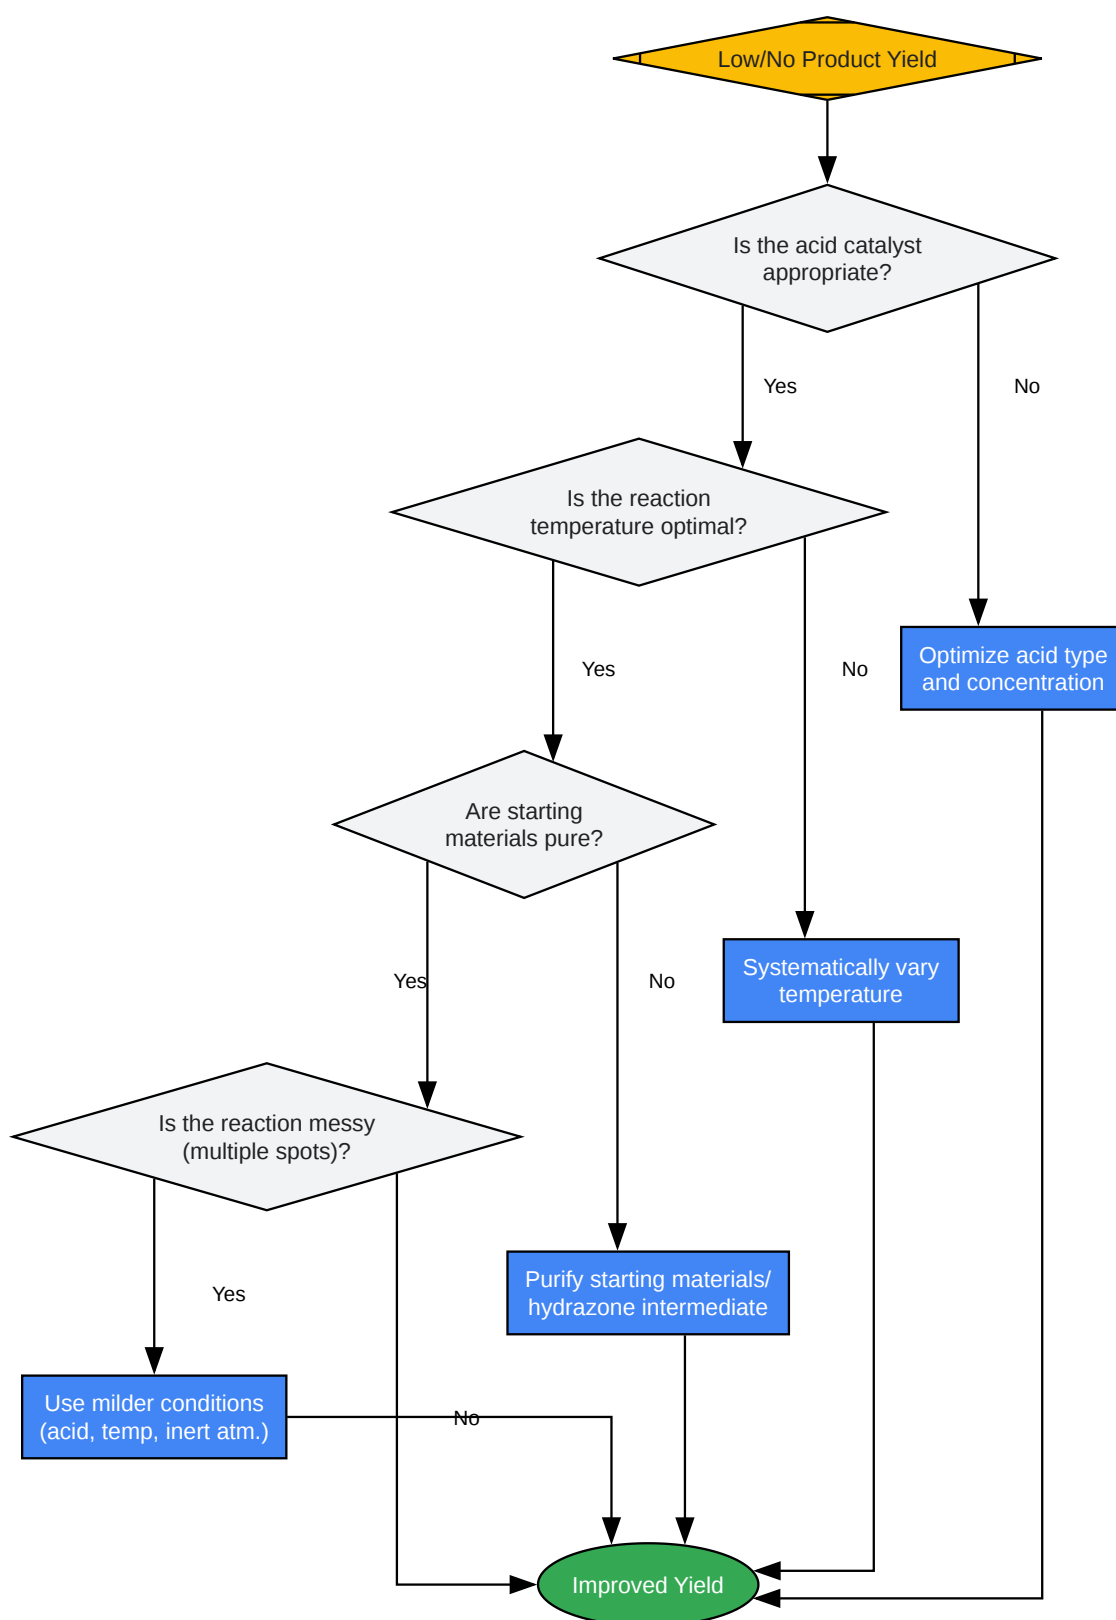 Low/No Product Yield
Is the acid catalyst
appropriate?
Yes
No
Is the reaction
temperature optimal?
Yes
No
Optimize acid type
and concentration
Are starting
materials pure?
Yes
No
Systematically vary
temperature
Is the reaction messy
(multiple spots)?
Yes
No
Purify starting materials/
hydrazone intermediate
Use milder conditions
(acid, temp, inert atm.)
Improved Yield